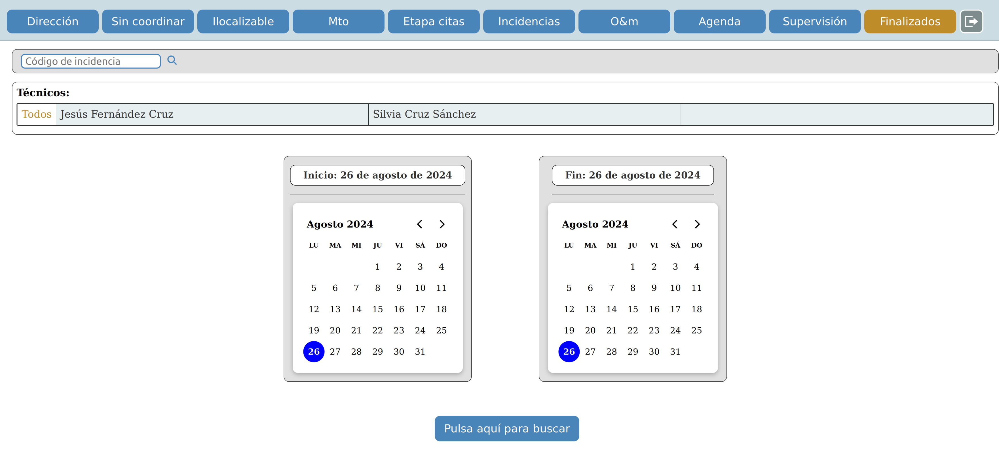 Dirección Sin coordinar Ilocalizable Mto Etapa citas Incidencias O&m Agenda Supervisión Finalizados
Código de incidencia
Técnicos:
Todos Jesús Fernández Cruz Silvia Cruz Sánchez
Inicio: 26 de agosto de 2024
Agosto 2024
LU MA MI JU VI SÁ DO
1 2 3 4
5 6 7 8 9 10 11
12 13 14 15 16 17 18
19 20 21 22 23 24 25
26 27 28 29 30 31
Fin: 26 de agosto de 2024
Agosto 2024
LU MA MI JU VI SÁ DO
1 2 3 4
5 6 7 8 9 10 11
12 13 14 15 16 17 18
19 20 21 22 23 24 25
26 27 28 29 30 31
Pulsa aquí para buscar